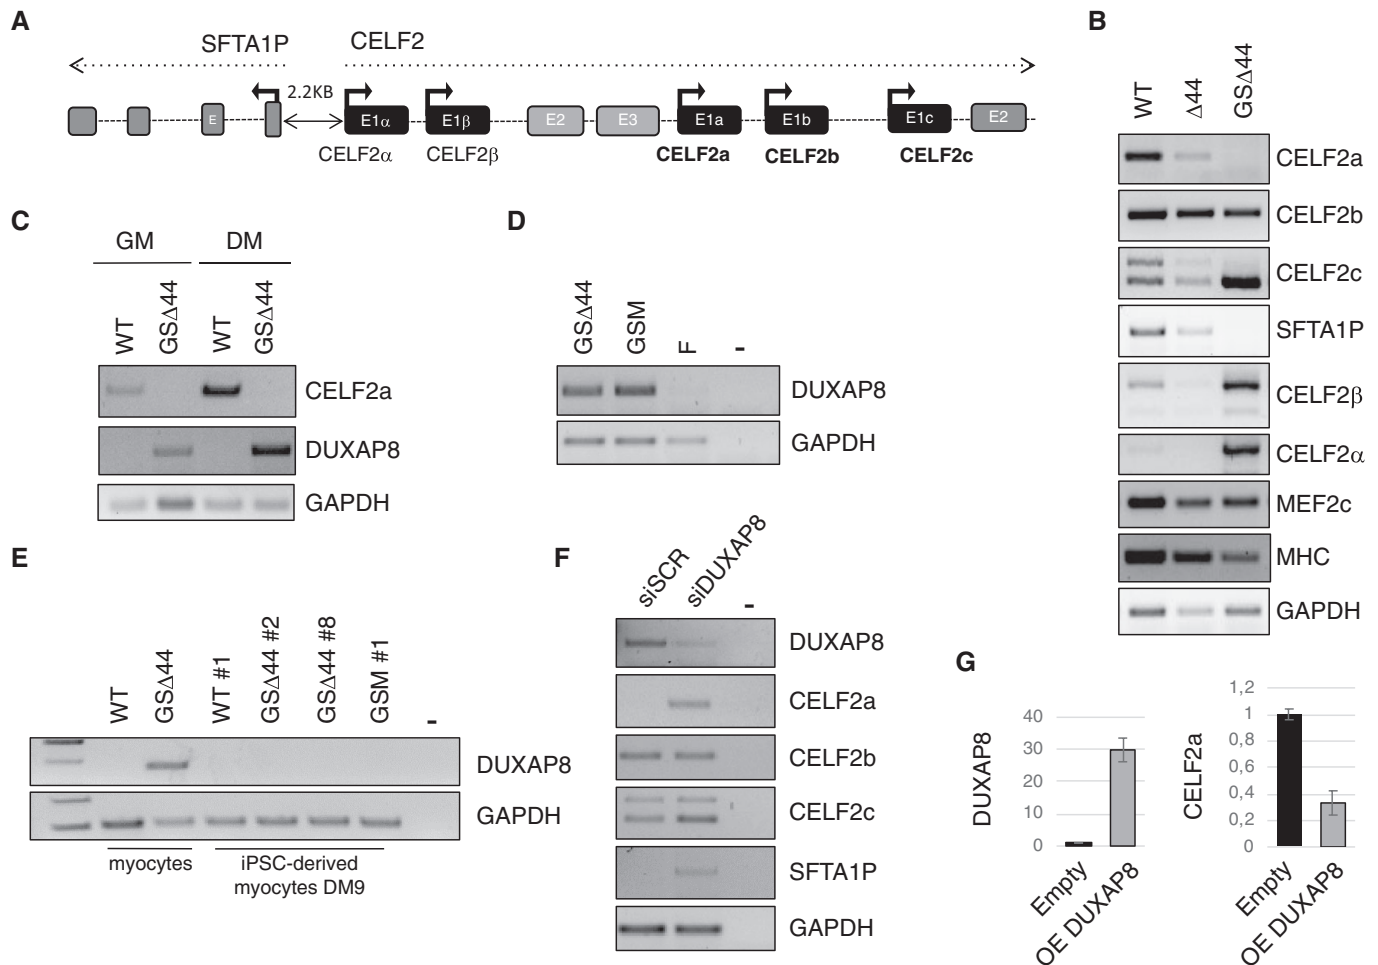 A
SFTA1P
CELF2
2.2KB
E
E1α
E1β
E2
E3
E1a
E1b
E1c
E2
CELF2α
CELF2β
CELF2a
CELF2b
CELF2c
B
WT
Δ44
GSΔ44
CELF2a
CELF2b
CELF2c
SFTA1P
CELF2β
CELF2α
MEF2c
MHC
GAPDH
C
GM
DM
WT
GSΔ44
WT
GSΔ44
CELF2a
DUXAP8
GAPDH
D
GSΔ44
GSM
F
-
DUXAP8
GAPDH
E
WT
GSΔ44
WT #1
GSΔ44 #2
GSΔ44 #8
GSM #1
-
DUXAP8
GAPDH
myocytes
iPSC-derived
myocytes DM9
F
siSCR
siDUXAP8
-
DUXAP8
CELF2a
CELF2b
CELF2c
SFTA1P
GAPDH
G
DUXAP8
40
30
20
10
0
Empty
OE DUXAP8
CELF2a
1,2
1
0,8
0,6
0,4
0,2
0
Empty
OE DUXAP8